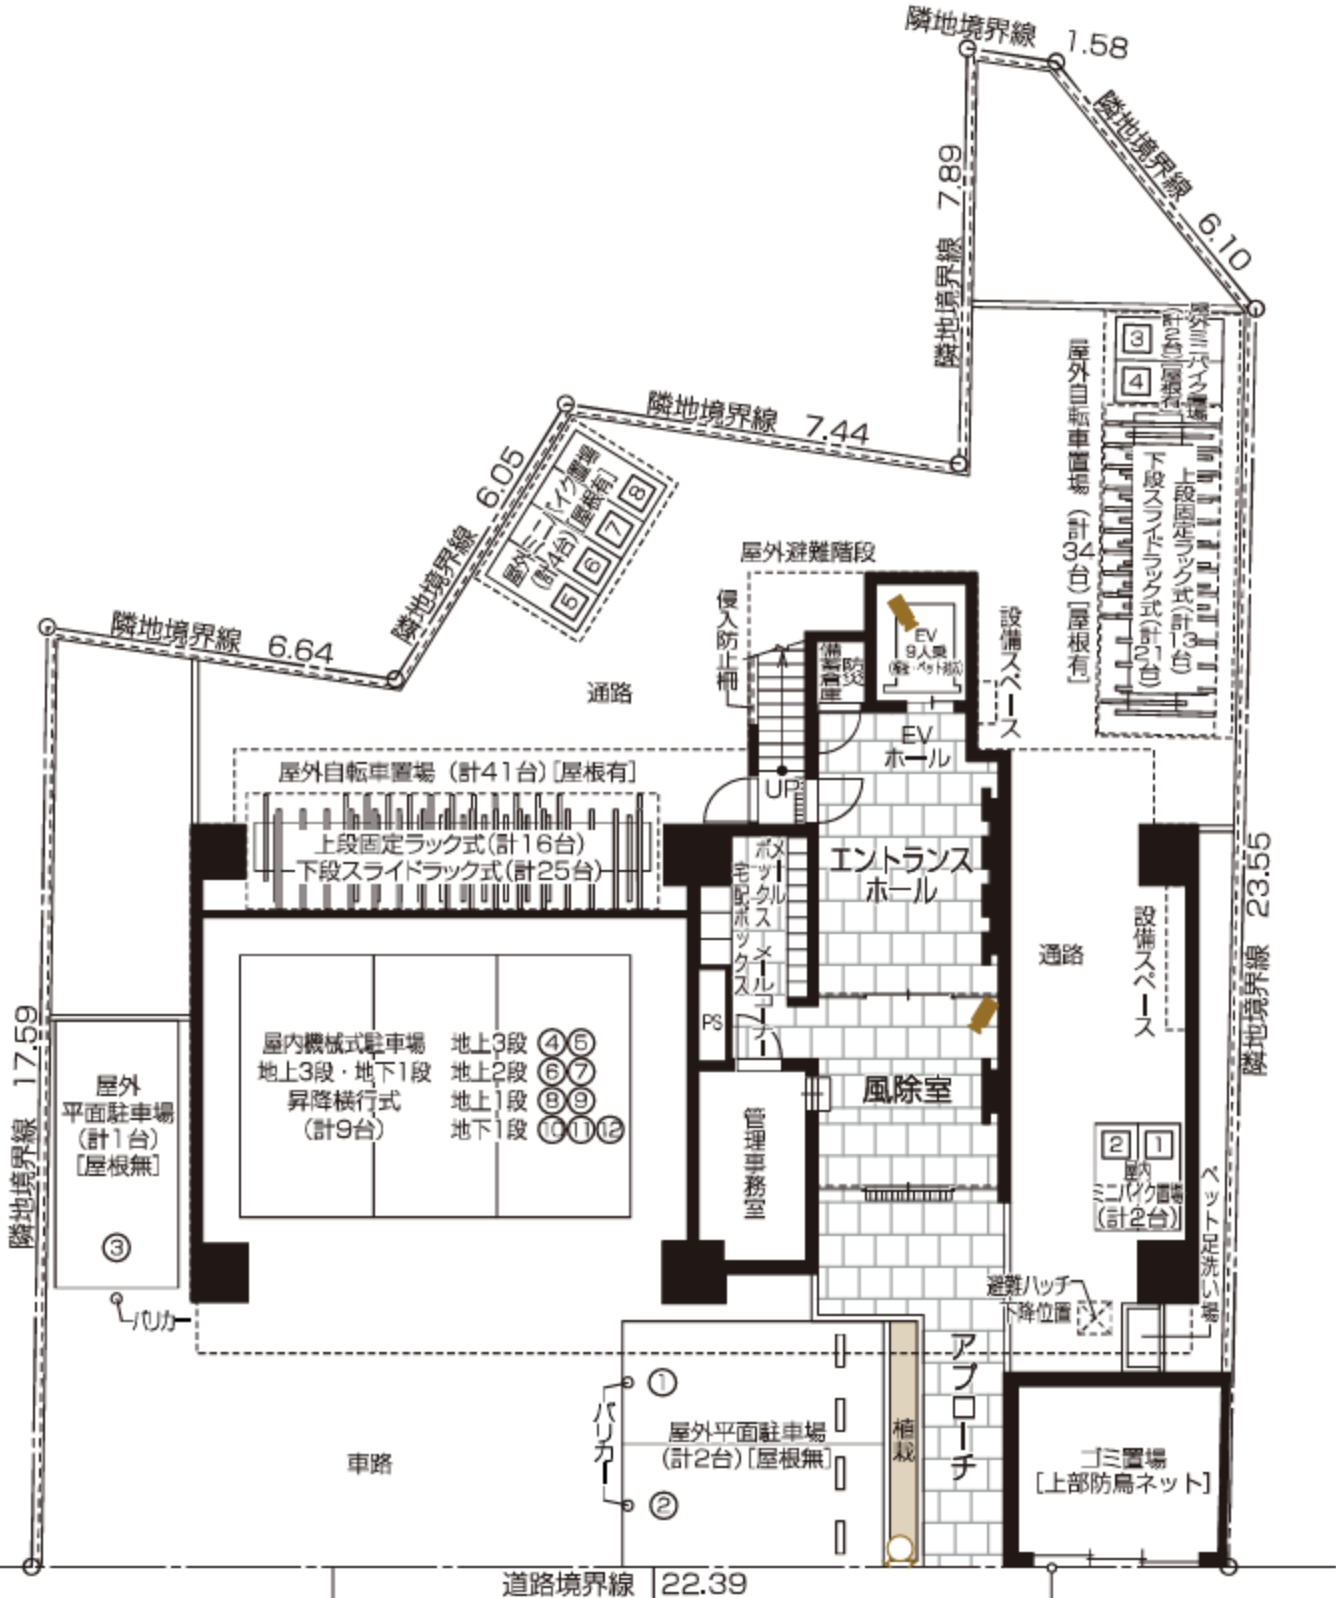 隣地境界線 1.58
隣地境界線 6.10
隣地境界線 7.89
隣地境界線 7.44
隣地境界線 6.05
隣地境界線 6.64
屋外ミニバイク置場
(計2台)[屋根有]
3
4
屋外自転車置場(計34台)[屋根有]
上段固定ラック式(計13台)
下段スライドラック式(計21台)
屋外ミニバイク置場
(計4台)[屋根有]
5
6
7
8
屋外避難階段
侵入防止柵
防災
備蓄倉庫
EV
9人乗
設備スペース
通路
EV
ホール
UP
屋外自転車置場(計41台)[屋根有]
上段固定ラック式(計16台)
下段スライドラック式(計25台)
メール
ボックス
宅配ボックス
メールコーナー
エントランス
ホール
通路
設備スペース
隣地境界線 23.55
隣地境界線 17.59
PS
屋内機械式駐車場
地上3段・地下1段
昇降横行式
(計9台)
地上3段 ④⑤
地上2段 ⑥⑦
地上1段 ⑧⑨
地下1段 ⑩⑪⑫
屋外
平面駐車場
(計1台)
[屋根無]
③
バリカー
管理事務室
風除室
2 1
屋内
ミニバイク置場
(計2台)
ペット足洗い場
避難ハッチ
下降位置
アプローチ
植栽
①
屋外平面駐車場
(計2台)[屋根無]
②
バリカー
車路
ゴミ置場
[上部防鳥ネット]
道路境界線 22.39